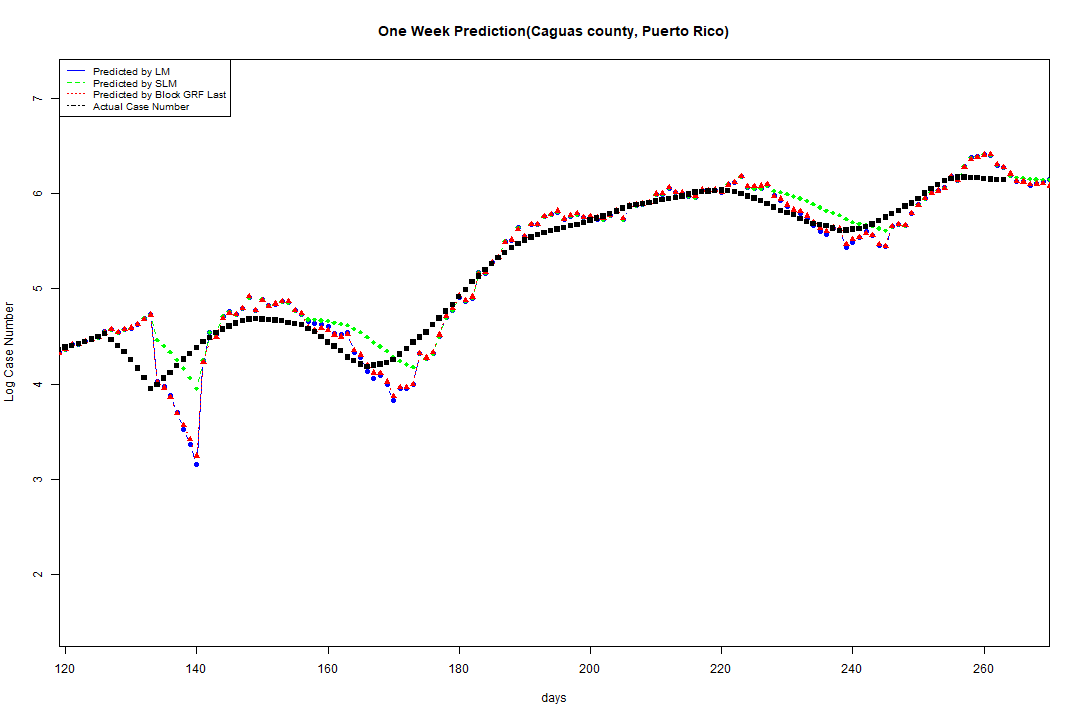 One Week Prediction(Caguas county, Puerto Rico)
Predicted by LM
Predicted by SLM
Predicted by Block GRF Last
Actual Case Number
7
6
5
4
3
2
Log Case Number
120 140 160 180 200 220 240 260
days